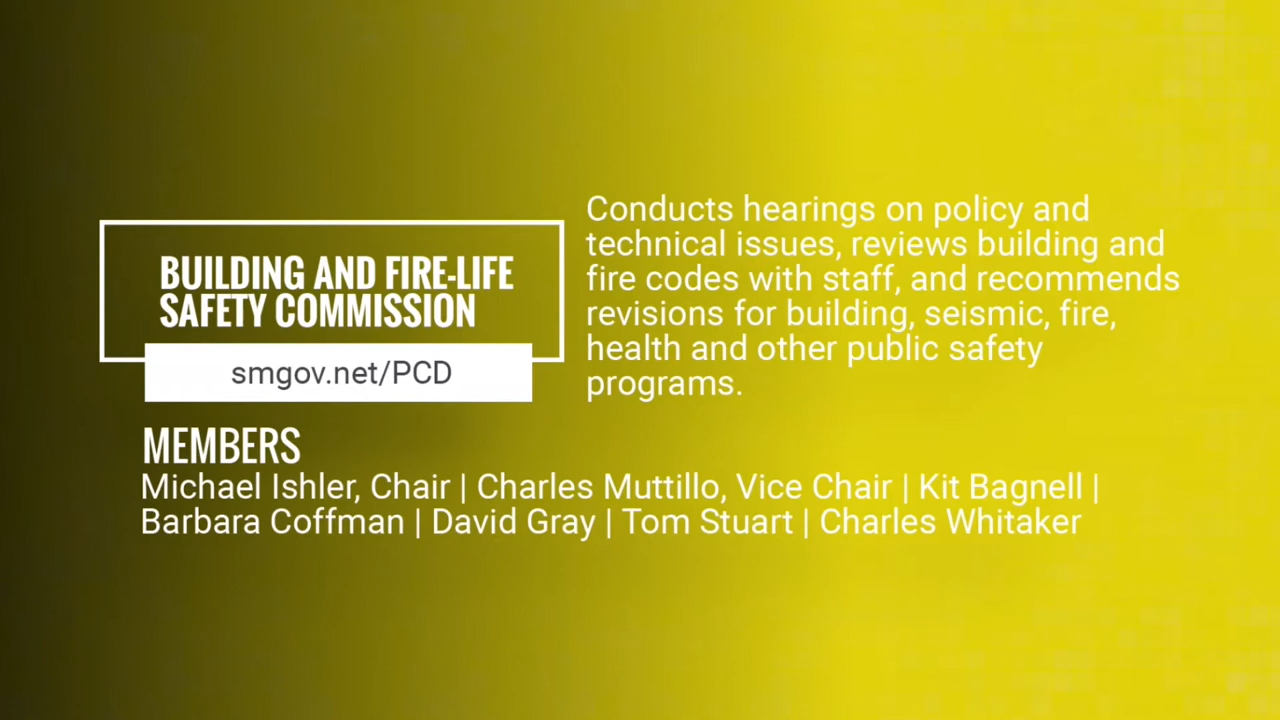 BUILDING AND FIRE-LIFE
SAFETY COMMISSION
smgov.net/PCD
Conducts hearings on policy and
technical issues, reviews building and
fire codes with staff, and recommends
revisions for building, seismic, fire,
health and other public safety
programs.
MEMBERS
Michael Ishler, Chair | Charles Muttillo, Vice Chair | Kit Bagnell |
Barbara Coffman | David Gray | Tom Stuart | Charles Whitaker